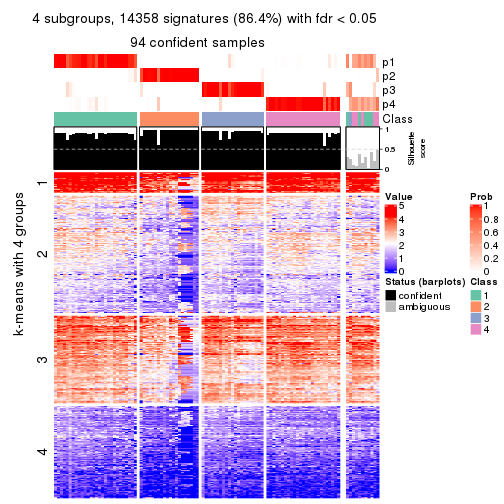 4 subgroups, 14358 signatures (86.4%) with fdr < 0.05
94 confident samples
p1
p2
p3
p4
Class
1
0.5
0
Silhouette
score
k-means with 4 groups
1
2
3
4
Value
5
4
3
2
1
0
Prob
1
0.8
0.6
0.4
0.2
0
Status (barplots)
confident
ambiguous
Class
1
2
3
4